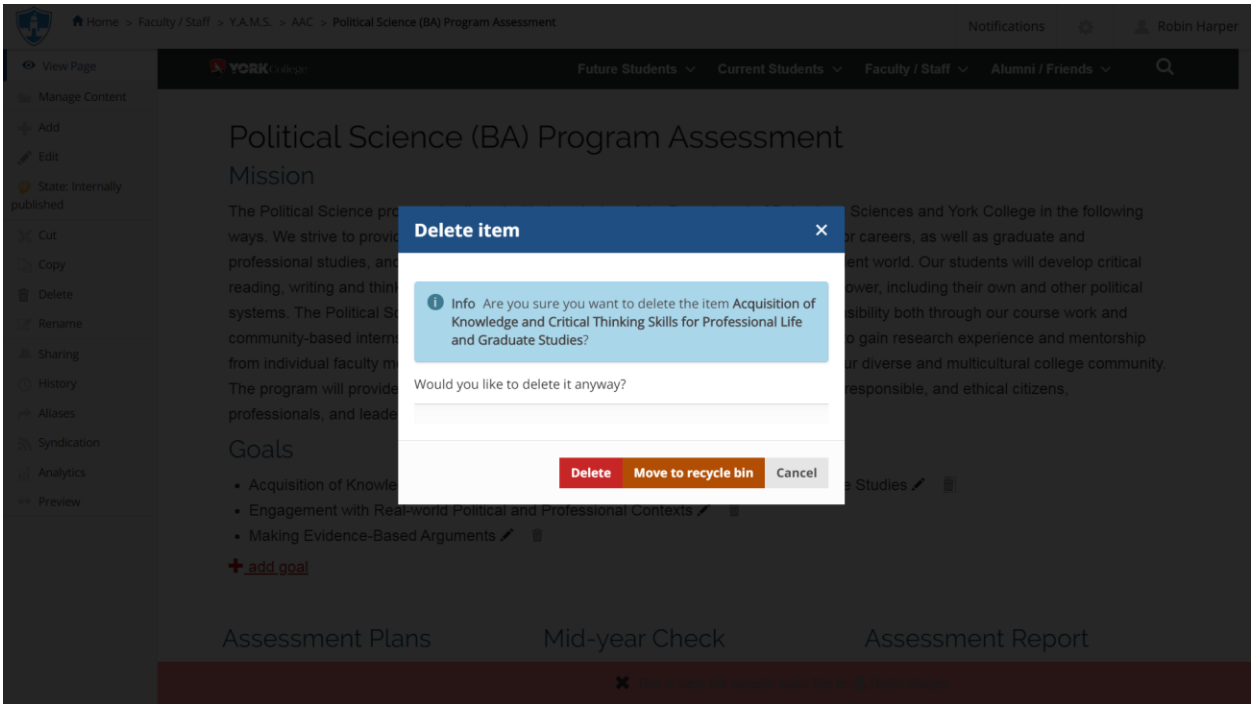 Home > Faculty / Staff > Y.A.M.S. > AAC > Political Science (BA) Program Assessment
Notifications
Robin Harper
View Page
YORK College
Future Students
Current Students
Faculty / Staff
Alumni / Friends
Manage Content
Add
Edit
State: Internally
published
Cut
Copy
Delete
Rename
Sharing
History
Aliases
Syndication
Analytics
Preview
Political Science (BA) Program Assessment
Mission
The Political Science pro Sciences and York College in the following
ways. We strive to provid or careers, as well as graduate and
professional studies, and ent world. Our students will develop critical
reading, writing and think ower, including their own and other political
systems. The Political Sc sibility both through our course work and
community-based interns o gain research experience and mentorship
from individual faculty me ur diverse and multicultural college community.
The program will provide responsible, and ethical citizens,
professionals, and leade
Delete item
Info Are you sure you want to delete the item Acquisition of
Knowledge and Critical Thinking Skills for Professional Life
and Graduate Studies?
Would you like to delete it anyway?
Delete
Move to recycle bin
Cancel
Goals
Acquisition of Knowle e Studies
Engagement with Real-world Political and Professional Contexts
Making Evidence-Based Arguments
add goal
Assessment Plans
Mid-year Check
Assessment Report